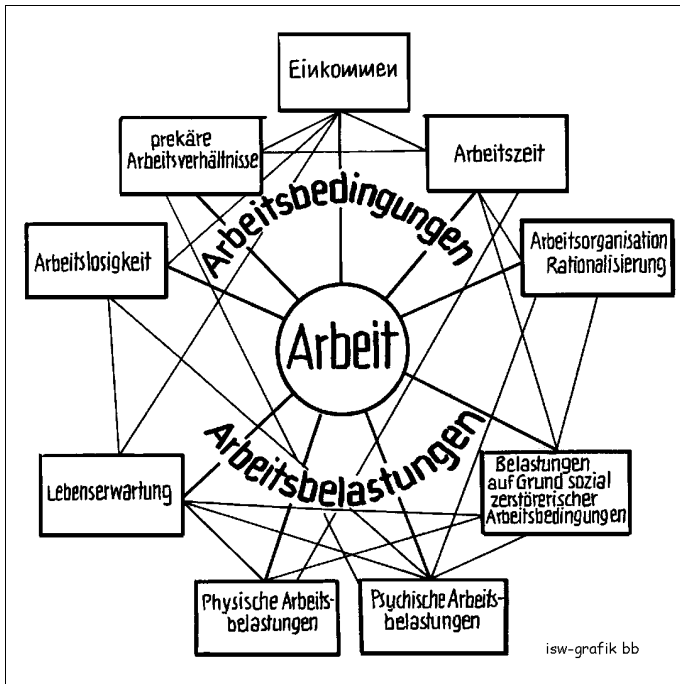 Einkommen
prekäre
Arbeitsverhältnisse
Arbeitszeit
Arbeitsbedingungen
Arbeitslosigkeit
Arbeitsorganisation
Rationalisierung
Arbeit
Arbeitsbelastungen
Lebenserwartung
Belastungen
auf Grund sozial
zerstörerischer
Arbeitsbedingungen
Physische Arbeits-
belastungen
Psychische Arbeits-
belastungen
isw-grafik bb